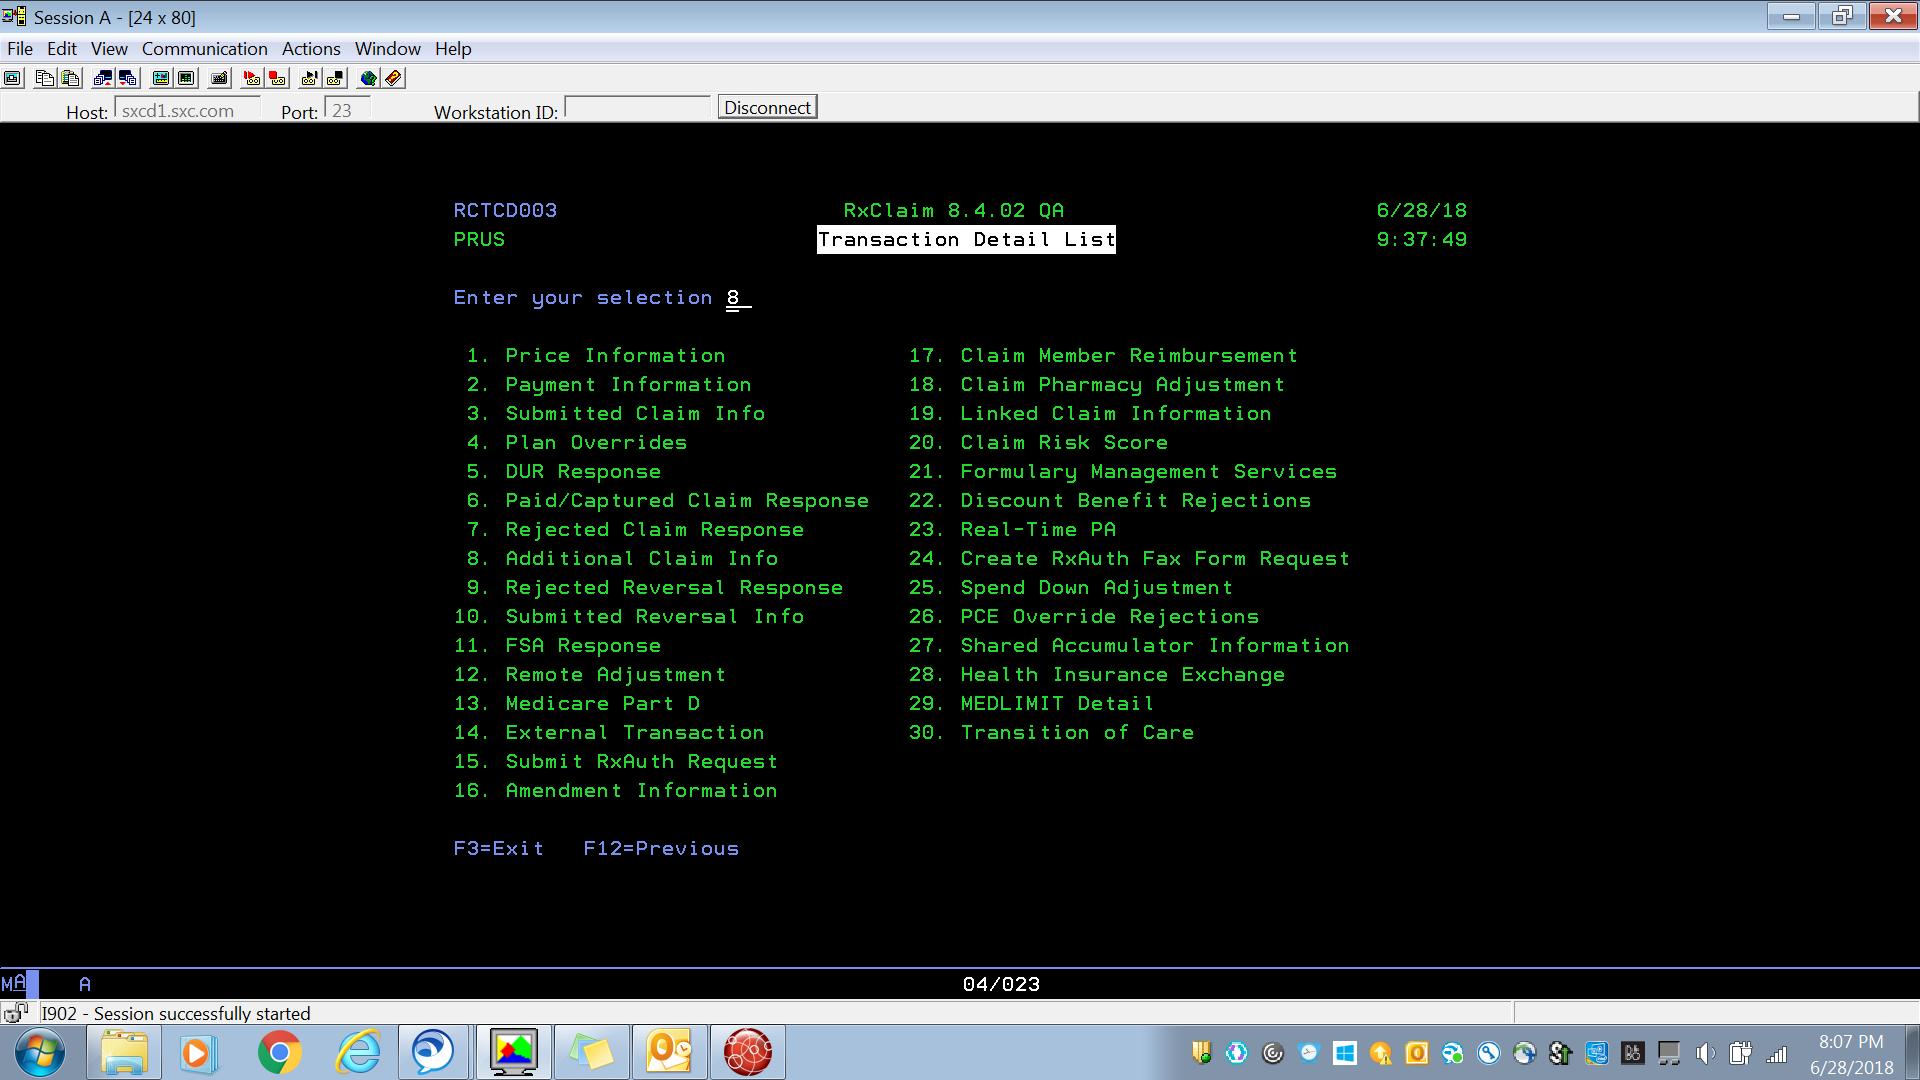 Session A - [24 x 80]
File Edit View Communication Actions Window Help
Host: sxcd1.sxc.com Port: 23 Workstation ID: Disconnect
RCTCD003 RxClaim 8.4.02 QA 6/28/18
PRUS Transaction Detail List 9:37:49
Enter your selection 8
1. Price Information 17. Claim Member Reimbursement
2. Payment Information 18. Claim Pharmacy Adjustment
3. Submitted Claim Info 19. Linked Claim Information
4. Plan Overrides 20. Claim Risk Score
5. DUR Response 21. Formulary Management Services
6. Paid/Captured Claim Response 22. Discount Benefit Rejections
7. Rejected Claim Response 23. Real-Time PA
8. Additional Claim Info 24. Create RxAuth Fax Form Request
9. Rejected Reversal Response 25. Spend Down Adjustment
10. Submitted Reversal Info 26. PCE Override Rejections
11. FSA Response 27. Shared Accumulator Information
12. Remote Adjustment 28. Health Insurance Exchange
13. Medicare Part D 29. MEDLIMIT Detail
14. External Transaction 30. Transition of Care
15. Submit RxAuth Request
16. Amendment Information
F3=Exit F12=Previous
MA A 04/023
I902 - Session successfully started
8:07 PM
6/28/2018